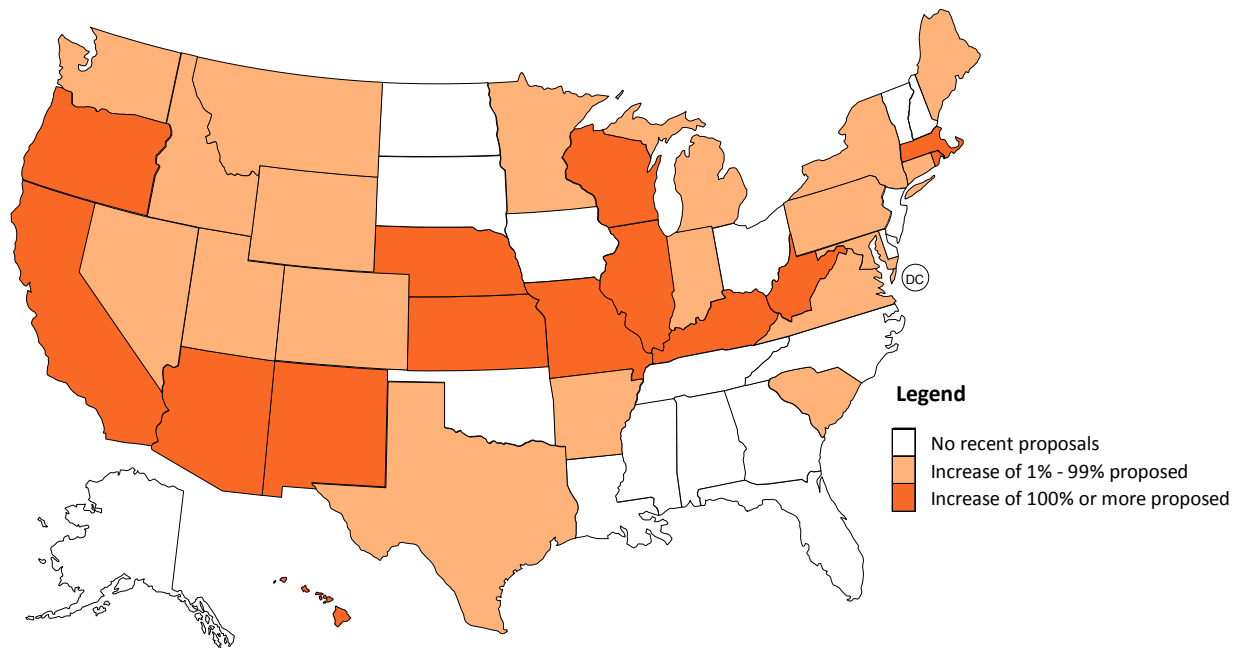 DC
Legend
No recent proposals
Increase of 1% - 99% proposed
Increase of 100% or more proposed